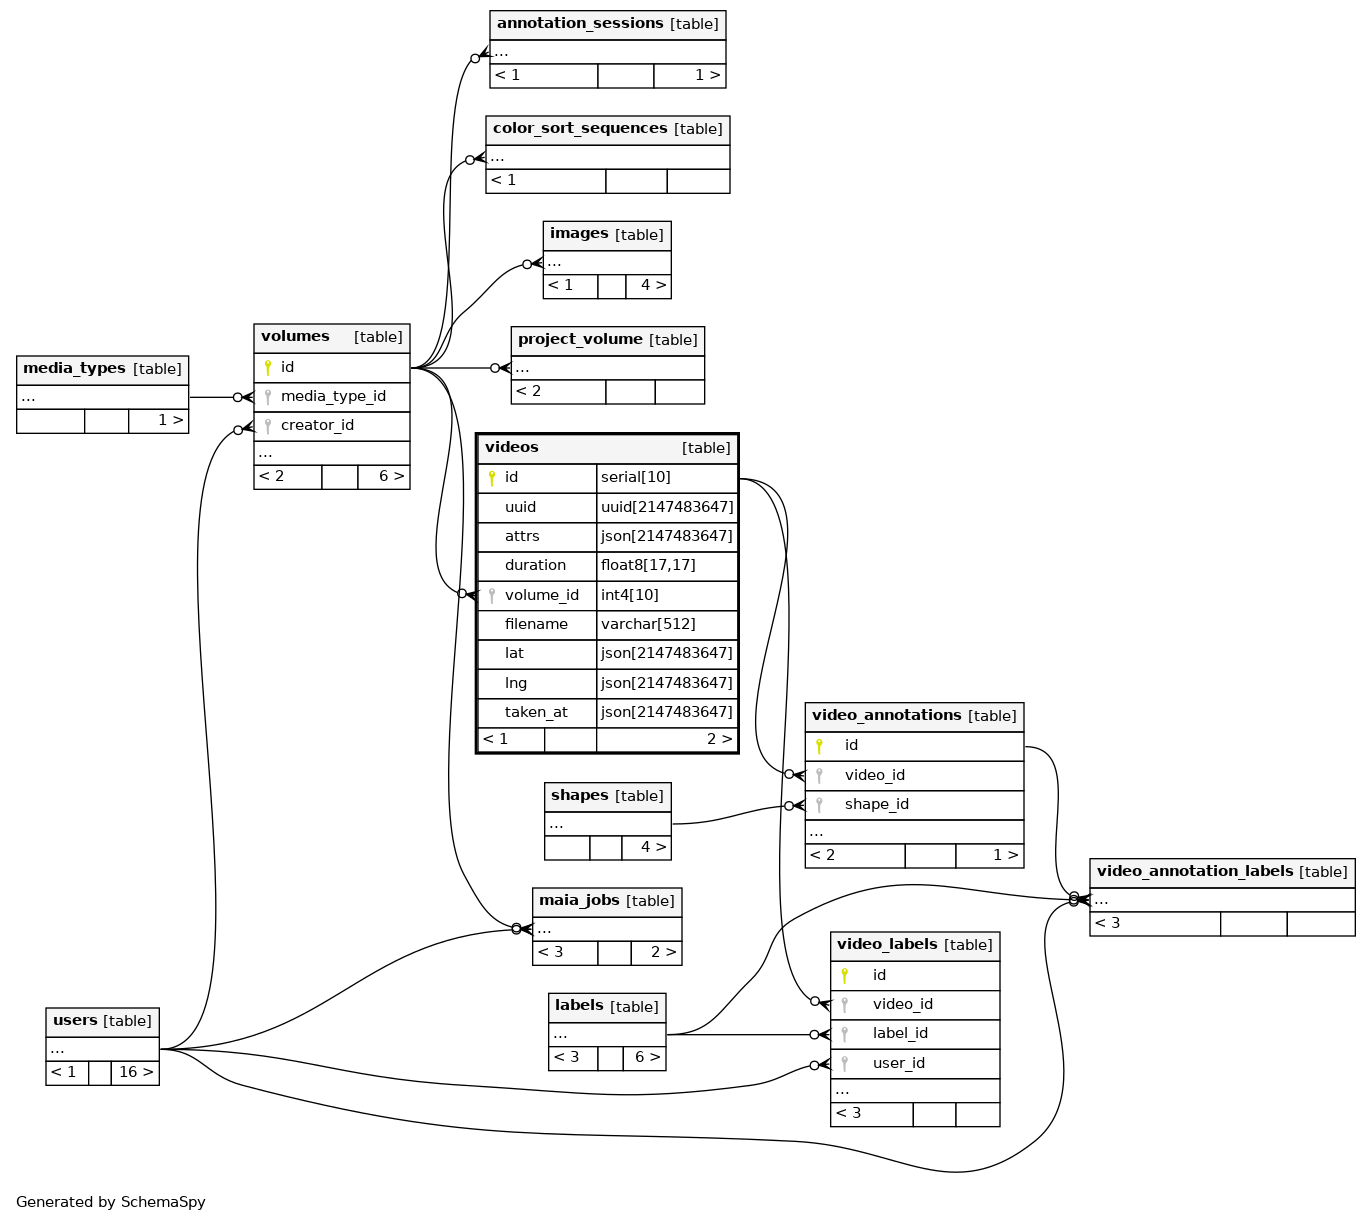 annotation_sessions [table]
...
< 1 1 >
color_sort_sequences [table]
...
< 1
images [table]
...
< 1 4 >
project_volume [table]
...
< 2
volumes [table]
id
media_type_id
creator_id
...
< 2 6 >
media_types [table]
...
1 >
videos [table]
id serial[10]
uuid uuid[2147483647]
attrs json[2147483647]
duration float8[17,17]
volume_id int4[10]
filename varchar[512]
lat json[2147483647]
lng json[2147483647]
taken_at json[2147483647]
< 1 2 >
video_annotations [table]
id
video_id
shape_id
...
< 2 1 >
shapes [table]
...
4 >
video_annotation_labels [table]
...
< 3
maia_jobs [table]
...
< 3 2 >
video_labels [table]
id
video_id
label_id
user_id
...
< 3
labels [table]
...
< 3 6 >
users [table]
...
< 1 16 >
Generated by SchemaSpy